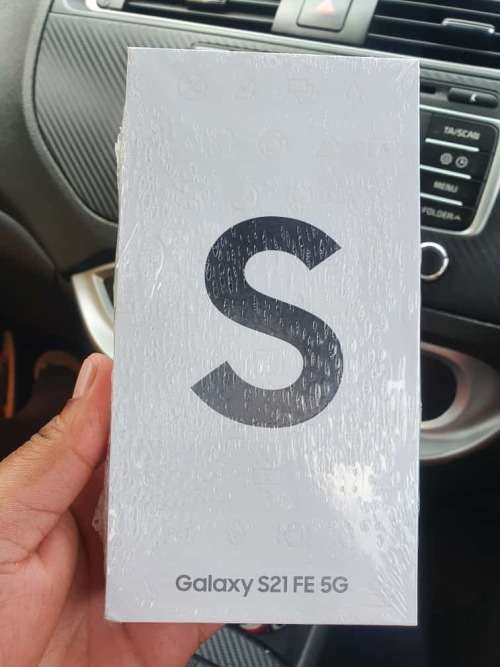 TA/SCAN
MENU
FOLDER
S
Galaxy S21 FE 5G